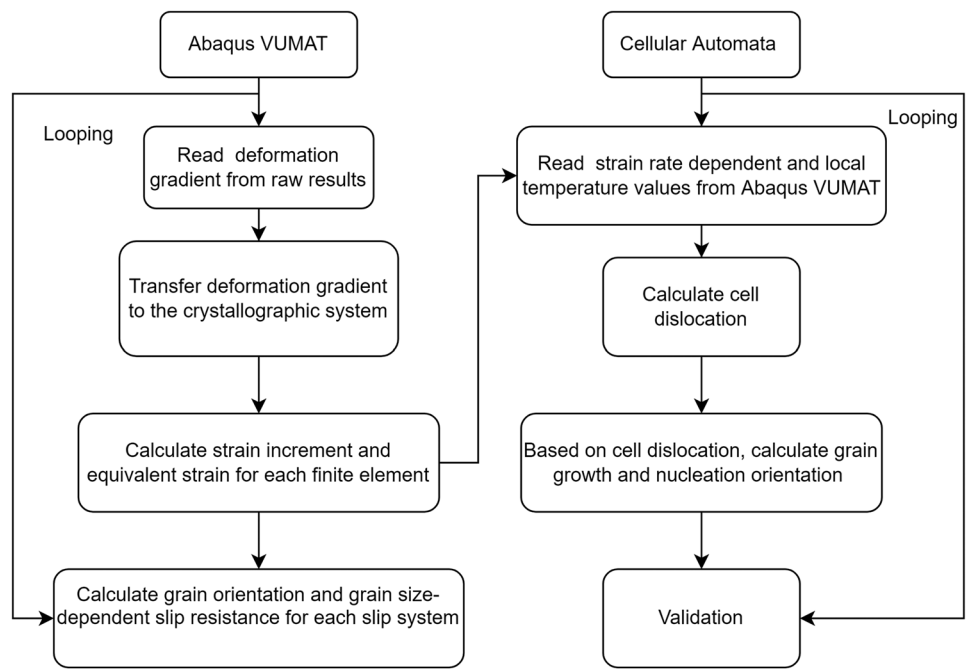 Abaqus VUMAT
Looping
Read deformation
gradient from raw results
Transfer deformation gradient
to the crystallographic system
Calculate strain increment and
equivalent strain for each finite element
Calculate grain orientation and grain size-
dependent slip resistance for each slip system
Cellular Automata
Looping
Read strain rate dependent and local
temperature values from Abaqus VUMAT
Calculate cell
dislocation
Based on cell dislocation, calculate grain
growth and nucleation orientation
Validation